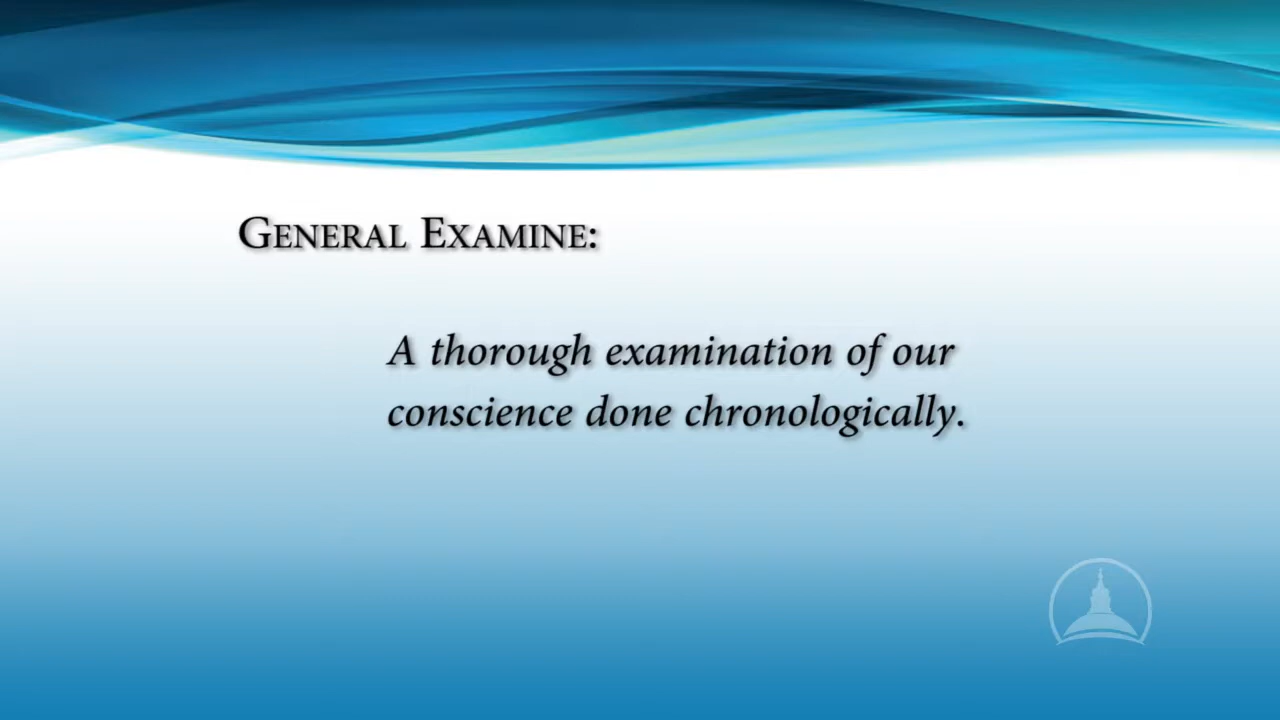 General Examine:
A thorough examination of our
conscience done chronologically.